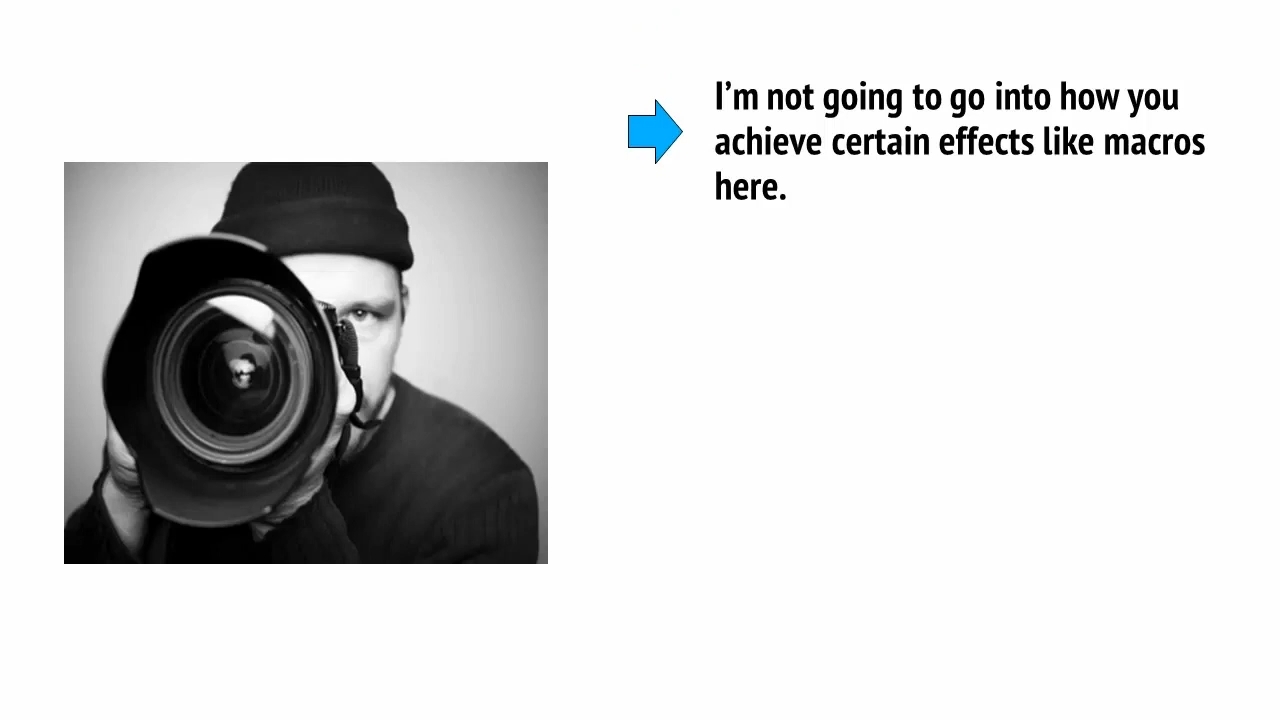 I'm not going to go into how you
achieve certain effects like macros
here.